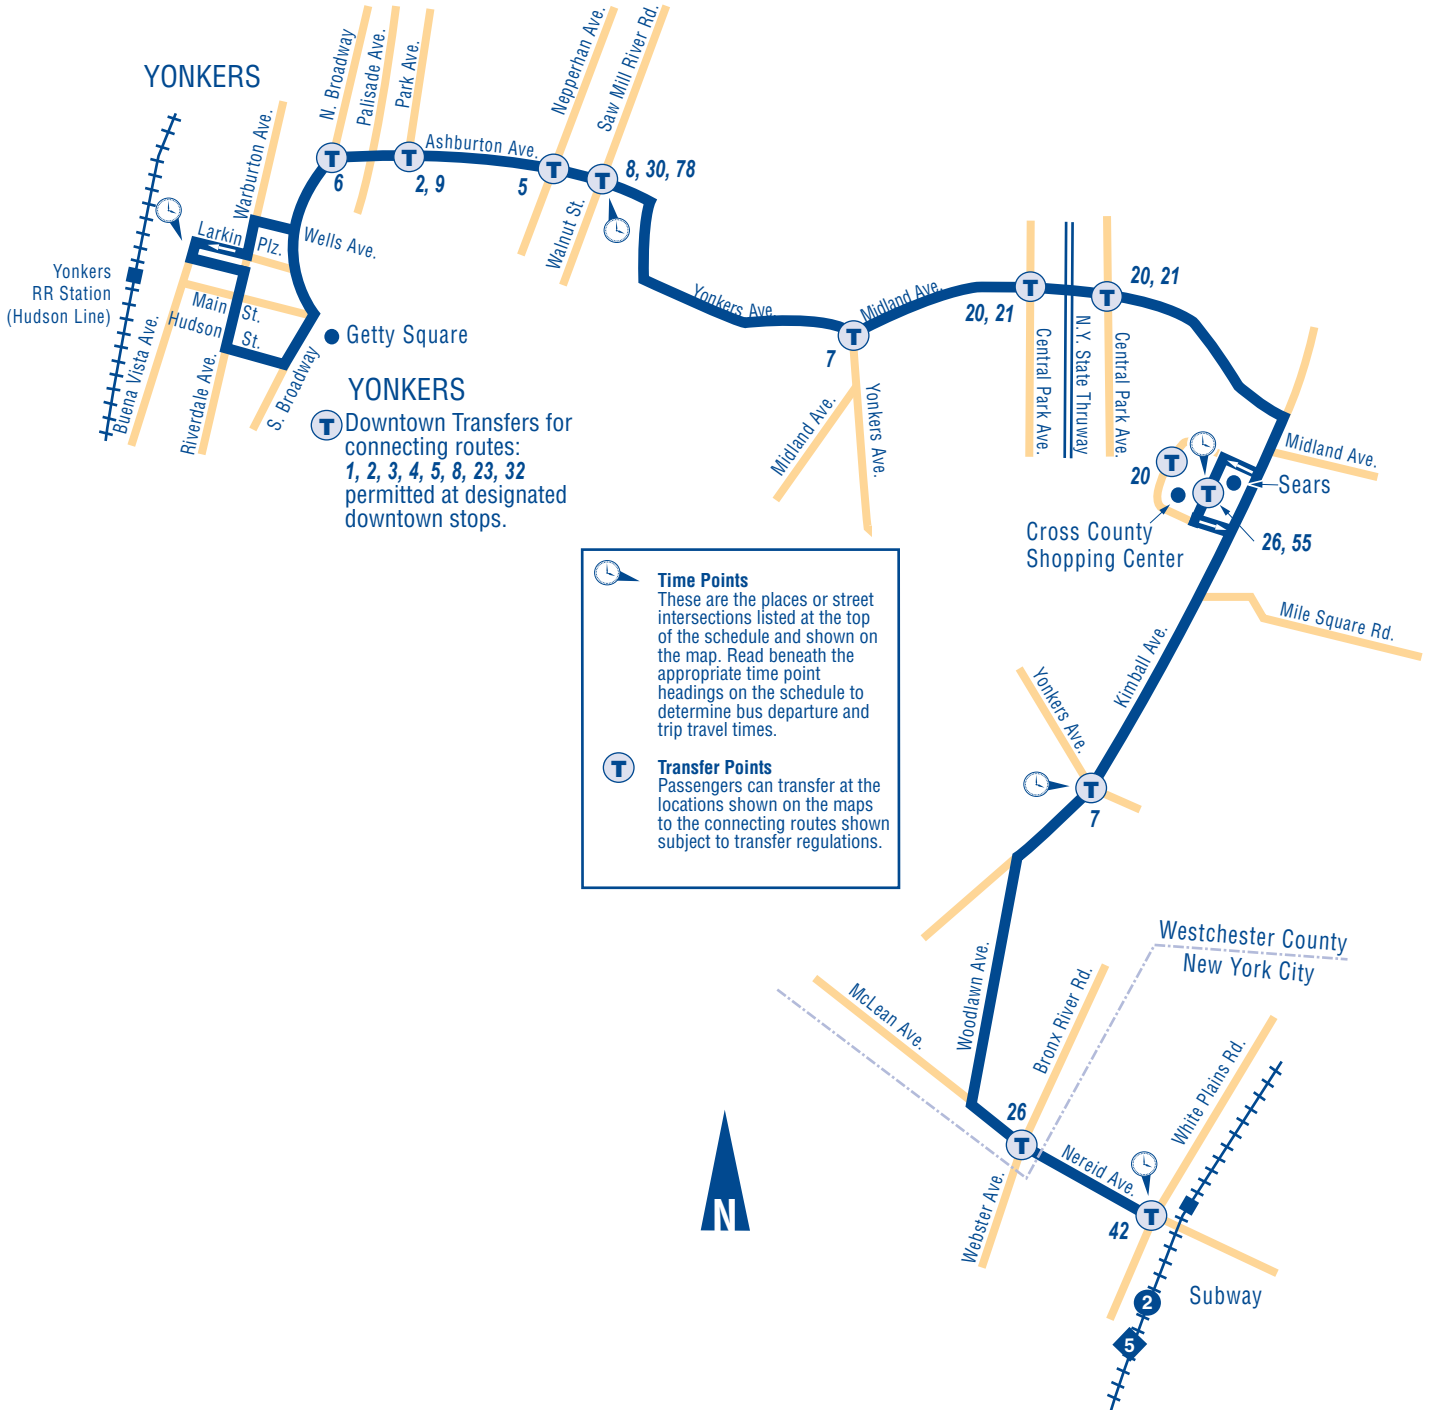 YONKERS
N. Broadway
Palisade Ave.
Park Ave.
Nepperhan Ave.
Saw Mill River Rd.
Warburton Ave.
Ashburton Ave.
T
6
T
2, 9
T
5
T
8, 30, 78
Walnut St.
Larkin
Plz.
Wells Ave.
Yonkers
RR Station
(Hudson Line)
Main
St.
Hudson
St.
Getty Square
Buena Vista Ave.
Riverdale Ave.
S. Broadway
YONKERS
T
Downtown Transfers for
connecting routes:
1, 2, 3, 4, 5, 8, 23, 32
permitted at designated
downtown stops.
Yonkers Ave.
Midland Ave.
T
7
Midland Ave.
Yonkers Ave.
T
20, 21
T
20, 21
Central Park Ave.
N.Y. State Thruway
Central Park Ave.
Midland Ave.
T
20
T
Sears
Cross County
Shopping Center
26, 55
Mile Square Rd.
Kimball Ave.
Yonkers Ave.
T
7
Time Points
These are the places or street
intersections listed at the top
of the schedule and shown on
the map. Read beneath the
appropriate time point
headings on the schedule to
determine bus departure and
trip travel times.
T
Transfer Points
Passengers can transfer at the
locations shown on the maps
to the connecting routes shown
subject to transfer regulations.
Westchester County
New York City
Woodlawn Ave.
McLean Ave.
Bronx River Rd.
White Plains Rd.
26
T
Nereid Ave.
Webster Ave.
T
42
N
Subway
2
5